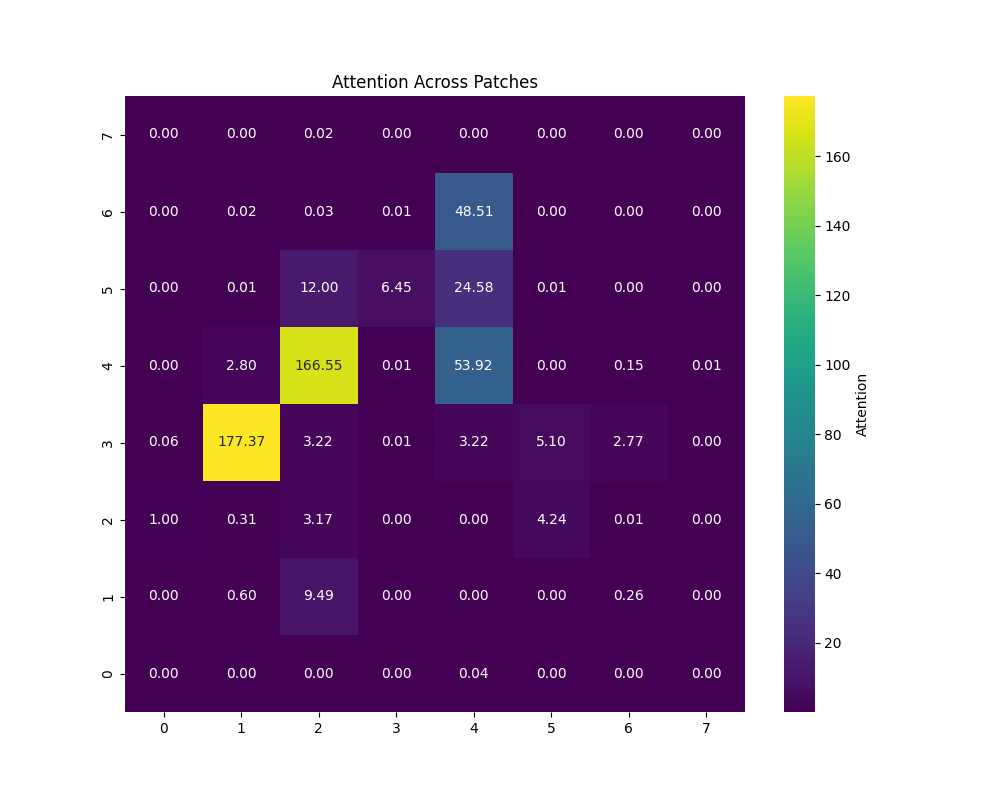 Attention Across Patches
7 0.00 0.00 0.02 0.00 0.00 0.00 0.00 0.00
6 0.00 0.02 0.03 0.01 48.51 0.00 0.00 0.00
5 0.00 0.01 12.00 6.45 24.58 0.01 0.00 0.00
4 0.00 2.80 166.55 0.01 53.92 0.00 0.15 0.01
3 0.06 177.37 3.22 0.01 3.22 5.10 2.77 0.00
2 1.00 0.31 3.17 0.00 0.00 4.24 0.01 0.00
1 0.00 0.60 9.49 0.00 0.00 0.00 0.26 0.00
0 0.00 0.00 0.00 0.00 0.04 0.00 0.00 0.00
0 1 2 3 4 5 6 7
160
140
120
100
80
60
40
20
Attention